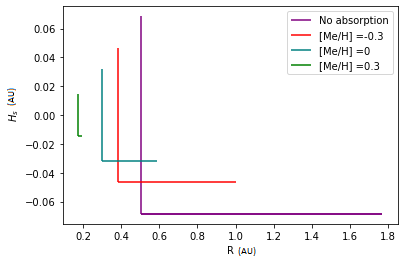 0.06
0.04
0.02
0.00
−0.02
−0.04
−0.06
H_s (AU)
No absorption
[Me/H] =-0.3
[Me/H] =0
[Me/H] =0.3
0.2 0.4 0.6 0.8 1.0 1.2 1.4 1.6 1.8
R (AU)